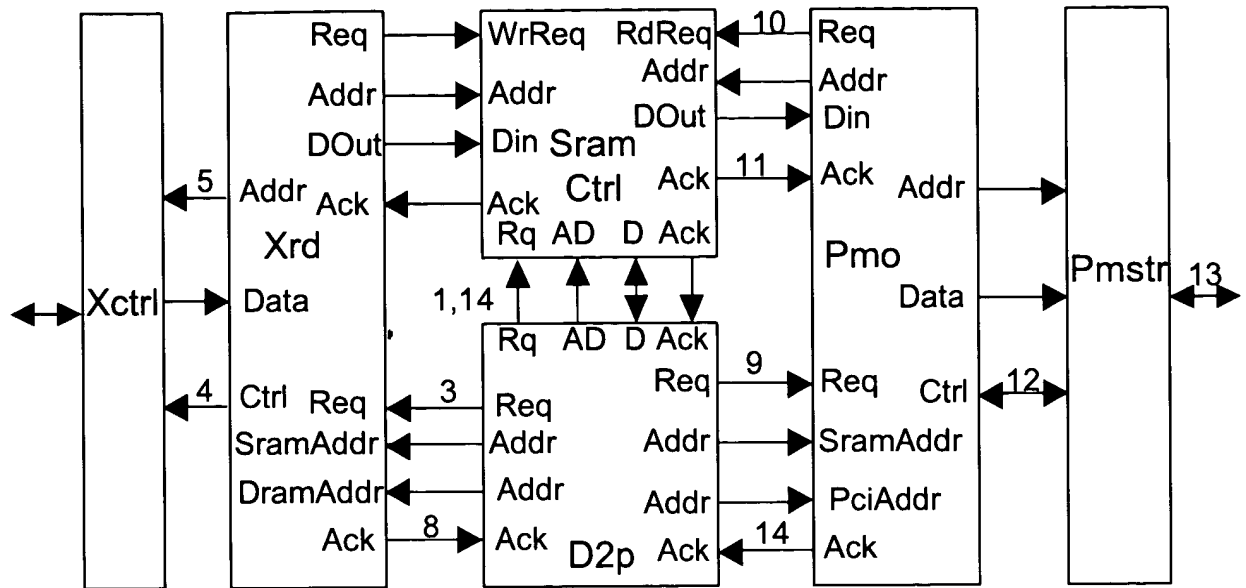 Req WrReq RdReq 10 Req
Addr Addr Addr Addr
DOut Din DOut Din
Sram
5 Addr Ack Ack Ctrl Ack 11 Ack Addr
Xrd Rq AD D Ack Pmo
Xctrl Data 1,14 Data Pmstr 13
Rq AD D Ack
4 Ctrl Req 3 Req Req 9 Req Ctrl 12
SramAddr Addr Addr SramAddr
DramAddr Addr Addr PciAddr
Ack 8 Ack D2p Ack 14 Ack